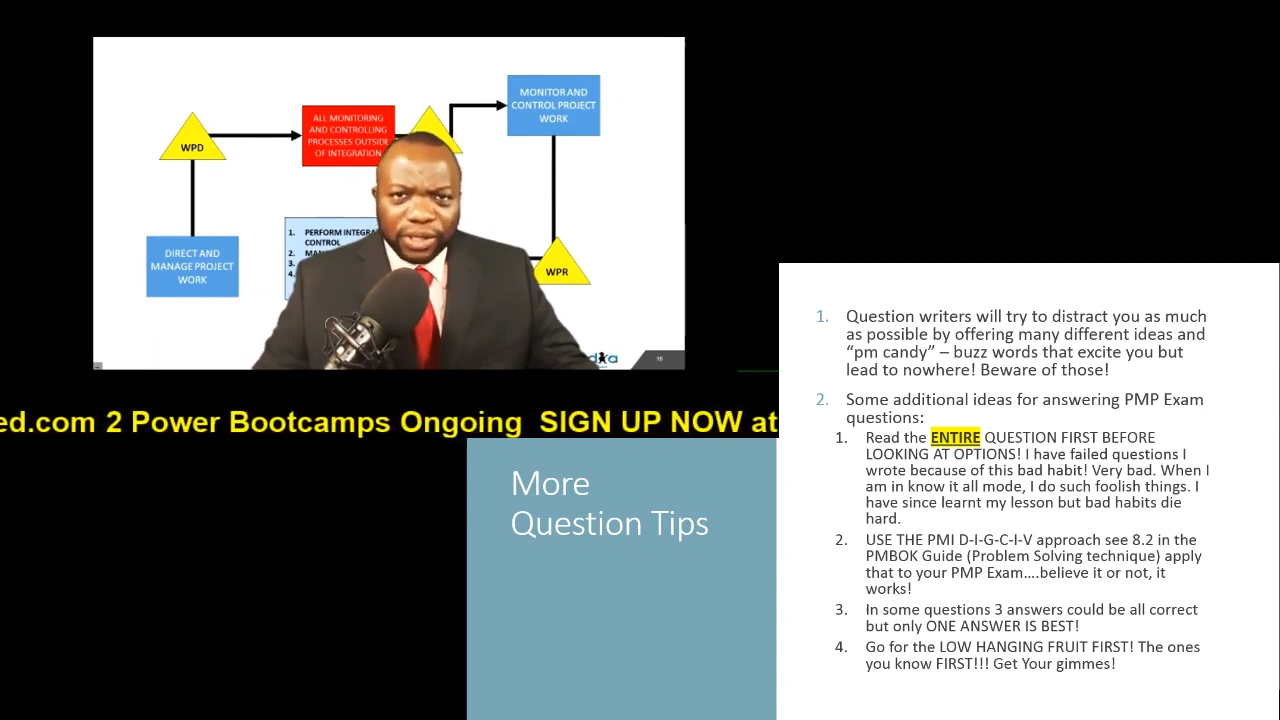 MONITOR AND
CONTROL PROJECT
WORK
ALL MONITORING
AND CONTROLLING
PROCESSES OUTSIDE
OF INTEGRATION
WPD
1. PERFORM INTEGRA
CONTROL
2.
3.
4.
DIRECT AND
MANAGE PROJECT
WORK
WPR
16
ed.com 2 Power Bootcamps Ongoing SIGN UP NOW at
More
Question Tips
1. Question writers will try to distract you as much
as possible by offering many different ideas and
“pm candy” – buzz words that excite you but
lead to nowhere! Beware of those!
2. Some additional ideas for answering PMP Exam
questions:
1. Read the ENTIRE QUESTION FIRST BEFORE
LOOKING AT OPTIONS! I have failed questions I
wrote because of this bad habit! Very bad. When I
am in know it all mode, I do such foolish things. I
have since learnt my lesson but bad habits die
hard.
2. USE THE PMI D-I-G-C-I-V approach see 8.2 in the
PMBOK Guide (Problem Solving technique) apply
that to your PMP Exam….believe it or not, it
works!
3. In some questions 3 answers could be all correct
but only ONE ANSWER IS BEST!
4. Go for the LOW HANGING FRUIT FIRST! The ones
you know FIRST!!! Get Your gimmes!